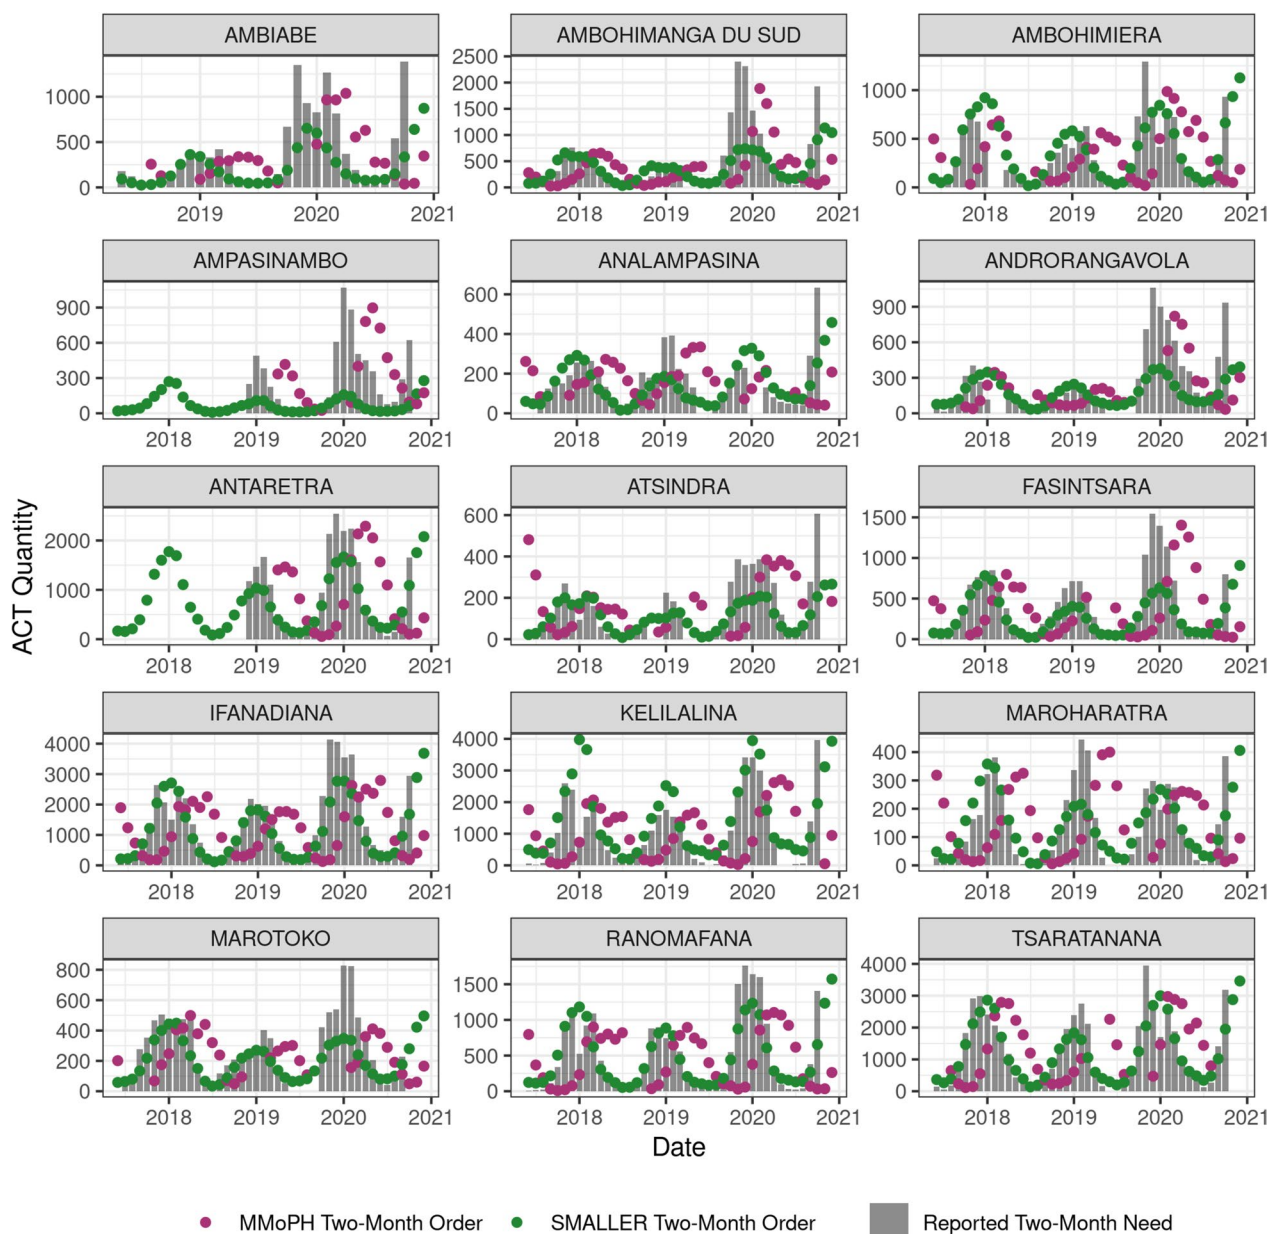 AMBIABE AMBOHIMANGA DU SUD AMBOHIMIERA
1000
500
0
2019 2020 2021
2500
2000
1500
1000
500
0
2018 2019 2020 2021
1000
500
0
2018 2019 2020 2021
AMPASINAMBO ANALAMPASINA ANDRORANGAVOLA
900
600
300
0
2018 2019 2020 2021
600
400
200
0
2018 2019 2020 2021
900
600
300
0
2018 2019 2020 2021
ANTARETRA ATSINDRA FASINTSARA
2000
1000
0
2018 2019 2020 2021
600
400
200
0
2018 2019 2020 2021
1500
1000
500
0
2018 2019 2020 2021
IFANADIANA KELILALINA MAROHARATRA
4000
3000
2000
1000
0
2018 2019 2020 2021
4000
3000
2000
1000
0
2018 2019 2020 2021
400
300
200
100
0
2018 2019 2020 2021
MAROTOKO RANOMAFANA TSARATANANA
800
600
400
200
0
2018 2019 2020 2021
1500
1000
500
0
2018 2019 2020 2021
4000
3000
2000
1000
0
2018 2019 2020 2021
ACT Quantity
Date
MMoPH Two-Month Order SMALLER Two-Month Order Reported Two-Month Need